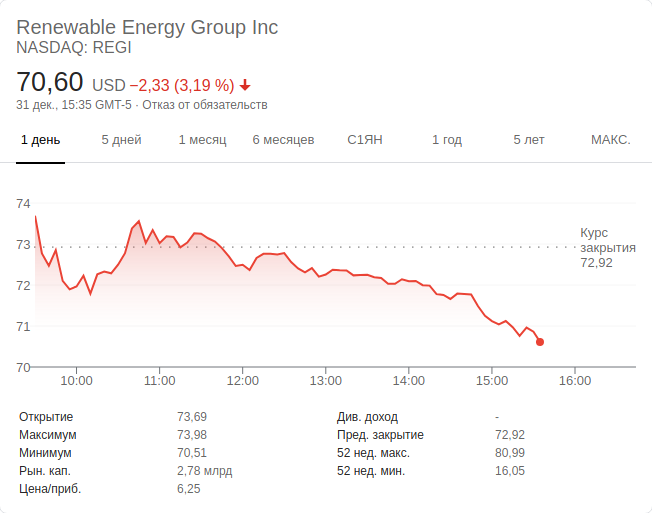 Renewable Energy Group Inc
NASDAQ: REGI
70,60 USD −2,33 (3,19 %)
31 дек., 15:35 GMT-5 · Отказ от обязательств
1 день 5 дней 1 месяц 6 месяцев С1ЯН 1 год 5 лет МАКС.
74
73
72
71
70
Курс
закрытия
72,92
10:00 11:00 12:00 13:00 14:00 15:00 16:00
Открытие 73,69
Максимум 73,98
Минимум 70,51
Рын. кап. 2,78 млрд
Цена/приб. 6,25
Див. доход -
Пред. закрытие 72,92
52 нед. макс. 80,99
52 нед. мин. 16,05